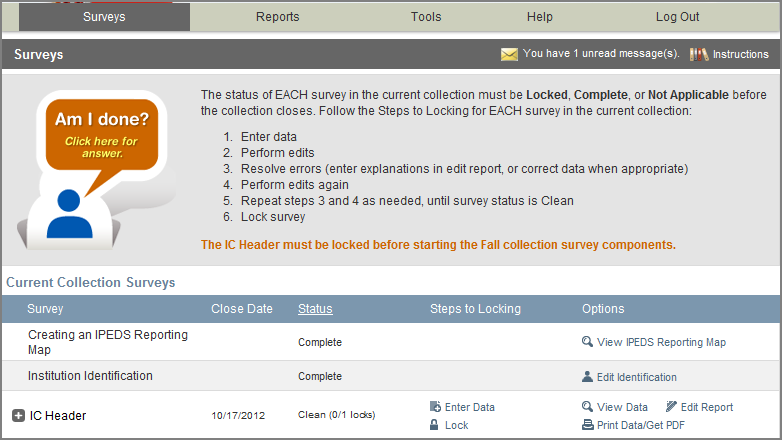 Surveys Reports Tools Help Log Out
Surveys You have 1 unread message(s). Instructions
Am I done?
Click here for
answer.
The status of EACH survey in the current collection must be Locked, Complete, or Not Applicable before
the collection closes. Follow the Steps to Locking for EACH survey in the current collection:
1. Enter data
2. Perform edits
3. Resolve errors (enter explanations in edit report, or correct data when appropriate)
4. Perform edits again
5. Repeat steps 3 and 4 as needed, until survey status is Clean
6. Lock survey
The IC Header must be locked before starting the Fall collection survey components.
Current Collection Surveys
Survey Close Date Status Steps to Locking Options
Creating an IPEDS Reporting
Map
Complete View IPEDS Reporting Map
Institution Identification Complete Edit Identification
IC Header 10/17/2012 Clean (0/1 locks) Enter Data View Data Edit Report
Lock Print Data/Get PDF